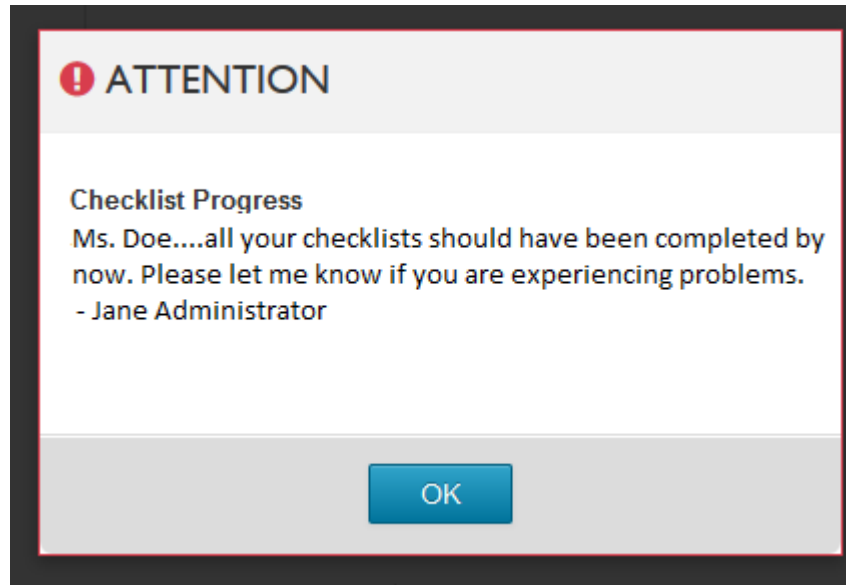 ATTENTION
Checklist Progress
Ms. Doe....all your checklists should have been completed by
now. Please let me know if you are experiencing problems.
- Jane Administrator
OK